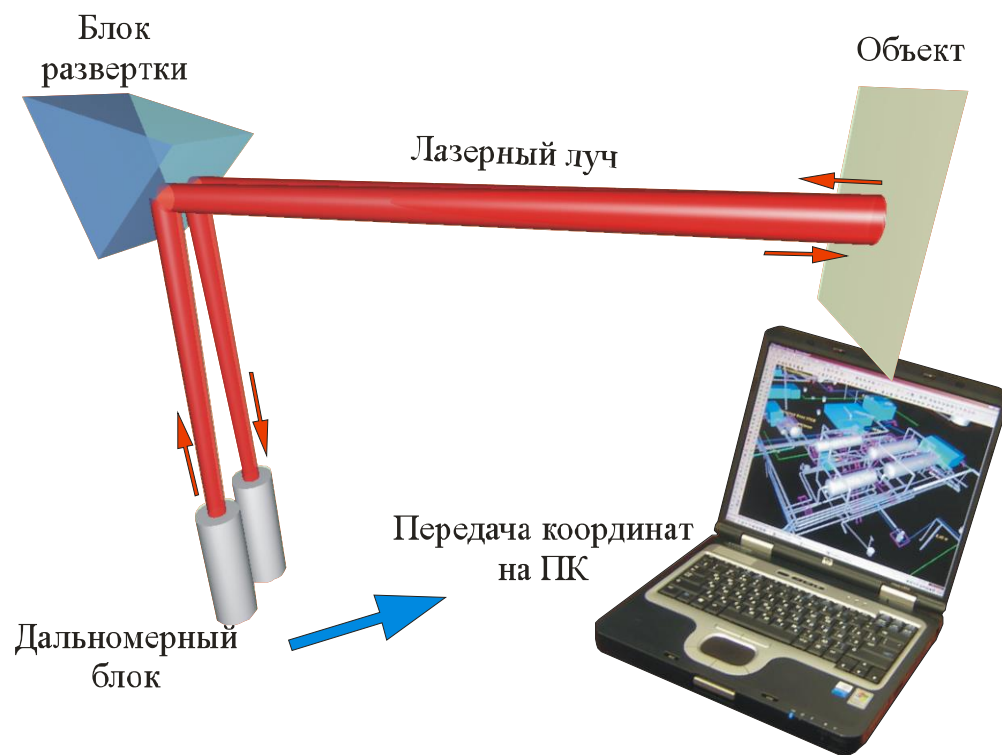 Блок
развертки
Объект
Лазерный луч
Передача координат
на ПК
Дальномерный
блок